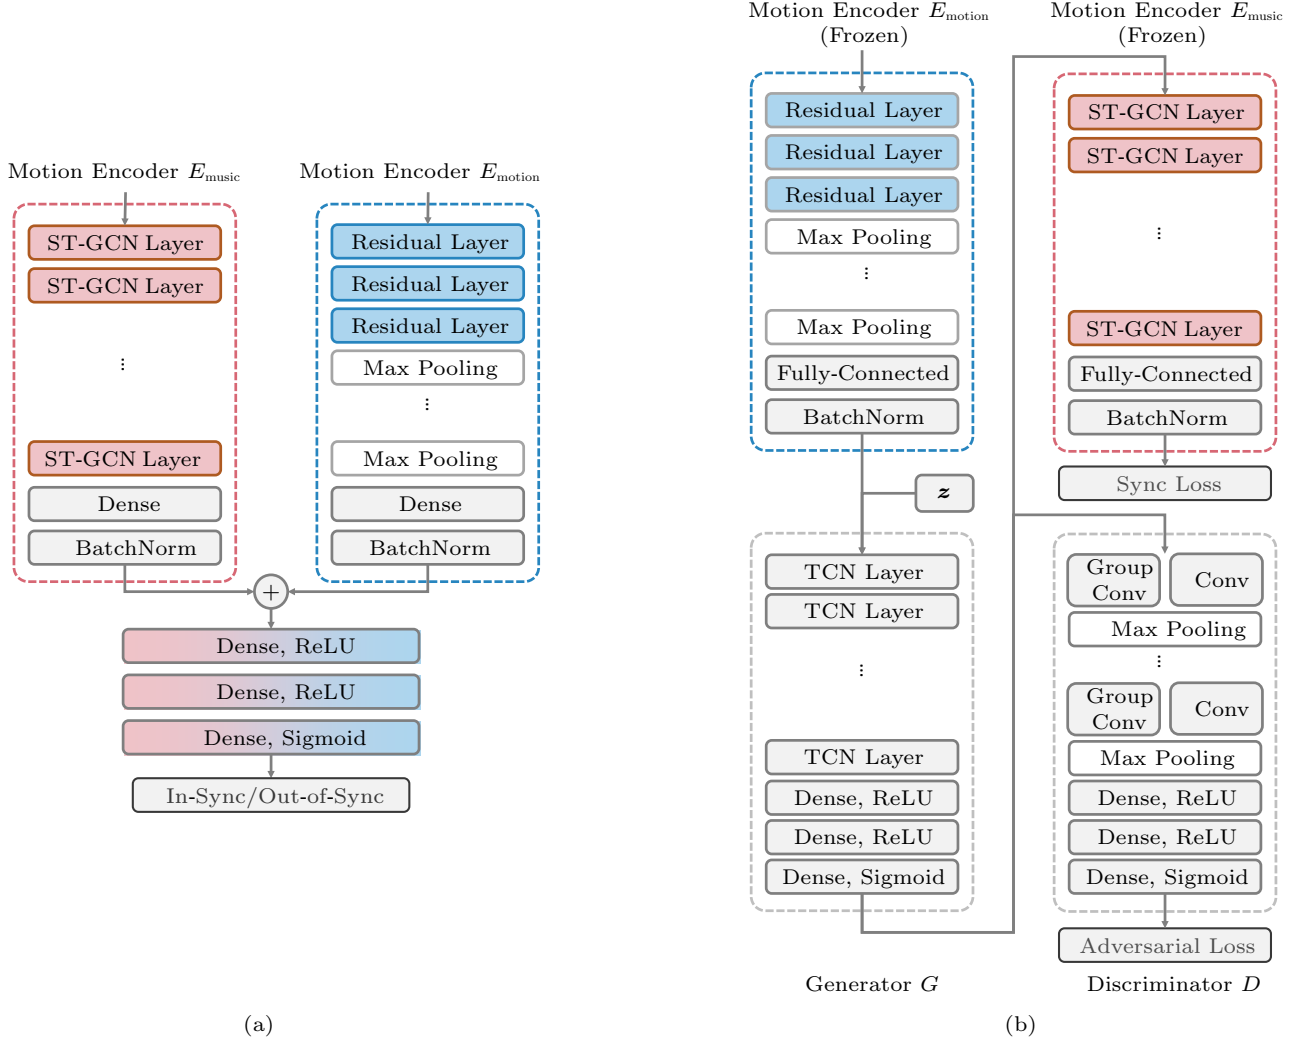 Motion Encoder E_music
ST-GCN Layer
ST-GCN Layer
⋮
ST-GCN Layer
Dense
BatchNorm
Motion Encoder E_motion
Residual Layer
Residual Layer
Residual Layer
Max Pooling
⋮
Max Pooling
Dense
BatchNorm
+
Dense, ReLU
Dense, ReLU
Dense, Sigmoid
In-Sync/Out-of-Sync
(a)
Motion Encoder E_motion
(Frozen)
Residual Layer
Residual Layer
Residual Layer
Max Pooling
⋮
Max Pooling
Fully-Connected
BatchNorm
z
TCN Layer
TCN Layer
⋮
TCN Layer
Dense, ReLU
Dense, ReLU
Dense, Sigmoid
Generator G
Motion Encoder E_music
(Frozen)
ST-GCN Layer
ST-GCN Layer
⋮
ST-GCN Layer
Fully-Connected
BatchNorm
Sync Loss
Group
Conv
Conv
Max Pooling
⋮
Group
Conv
Conv
Max Pooling
Dense, ReLU
Dense, ReLU
Dense, Sigmoid
Adversarial Loss
Discriminator D
(b)